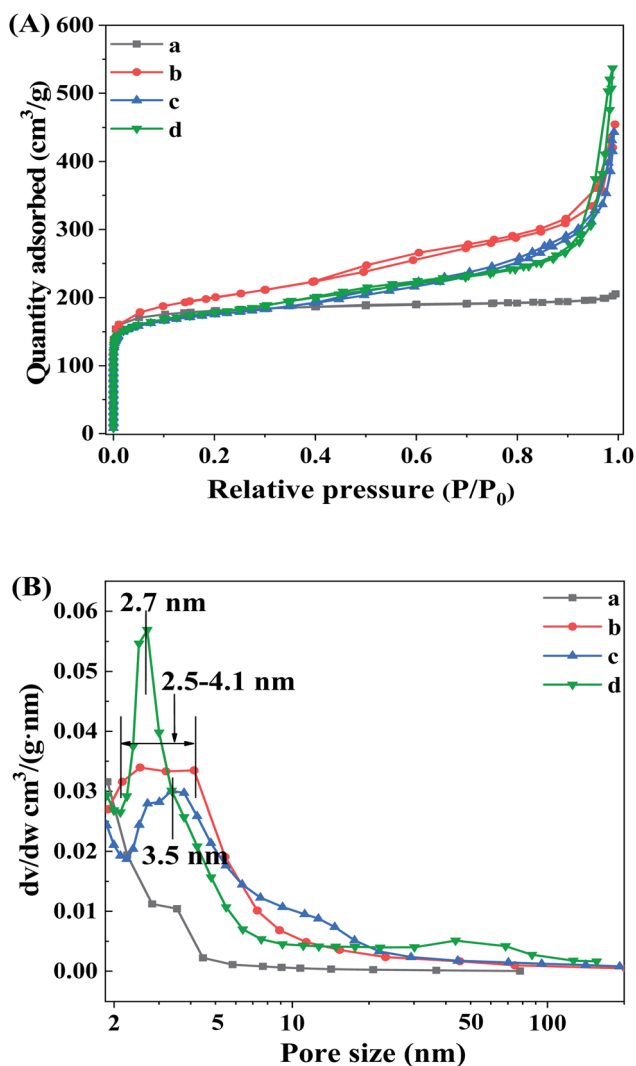 (A)
600
500
400
300
200
100
0
Quantity adsorbed (cm³/g)
a
b
c
d
0.0 0.2 0.4 0.6 0.8 1.0
Relative pressure (P/P₀)
(B)
0.06
0.05
0.04
0.03
0.02
0.01
0.00
dv/dw cm³/(g·nm)
2.7 nm
2.5-4.1 nm
3.5 nm
a
b
c
d
2 5 10 50 100
Pore size (nm)